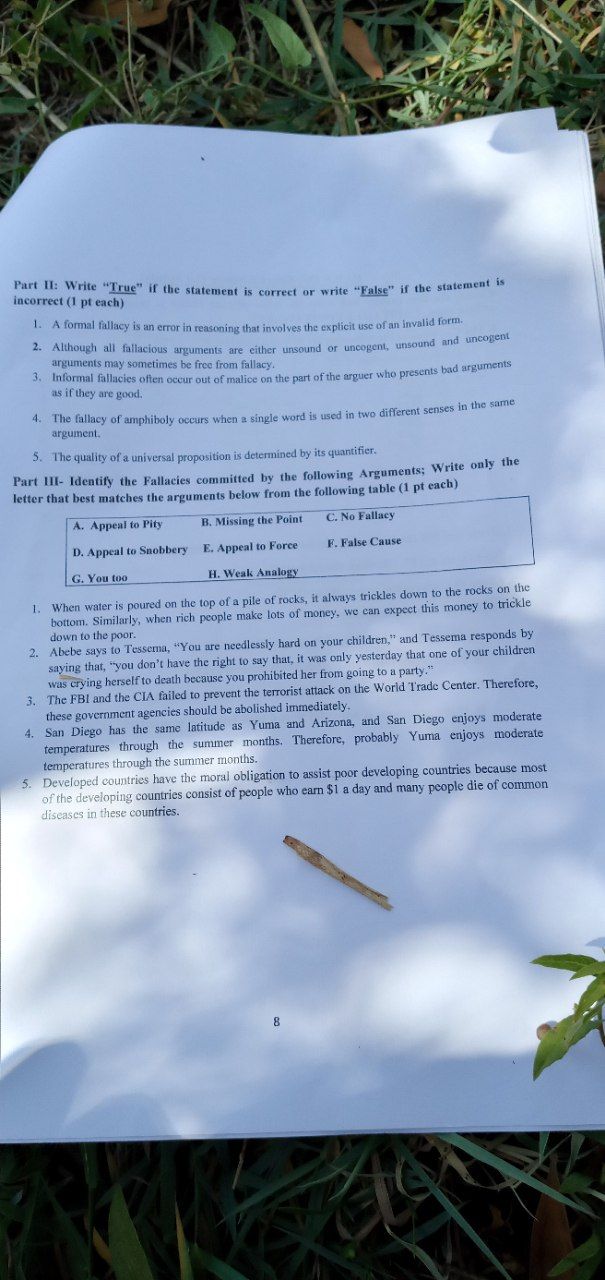 Part II: Write “True” if the statement is correct or write “False” if the statement is
incorrect (1 pt each)
1. A formal fallacy is an error in reasoning that involves the explicit use of an invalid form.
2. Although all fallacious arguments are either unsound or uncogent, unsound and uncogent
arguments may sometimes be free from fallacy.
3. Informal fallacies often occur out of malice on the part of the arguer who presents bad arguments
as if they are good.
4. The fallacy of amphiboly occurs when a single word is used in two different senses in the same
argument.
5. The quality of a universal proposition is determined by its quantifier.
Part III- Identify the Fallacies committed by the following Arguments; Write only the
letter that best matches the arguments below from the following table (1 pt each)
A. Appeal to Pity B. Missing the Point C. No Fallacy
D. Appeal to Snobbery E. Appeal to Force F. False Cause
G. You too H. Weak Analogy
1. When water is poured on the top of a pile of rocks, it always trickles down to the rocks on the
bottom. Similarly, when rich people make lots of money, we can expect this money to trickle
down to the poor.
2. Abebe says to Tessema, “You are needlessly hard on your children,” and Tessema responds by
saying that, “you don’t have the right to say that, it was only yesterday that one of your children
was crying herself to death because you prohibited her from going to a party.”
3. The FBI and the CIA failed to prevent the terrorist attack on the World Trade Center. Therefore,
these government agencies should be abolished immediately.
4. San Diego has the same latitude as Yuma and Arizona, and San Diego enjoys moderate
temperatures through the summer months. Therefore, probably Yuma enjoys moderate
temperatures through the summer months.
5. Developed countries have the moral obligation to assist poor developing countries because most
of the developing countries consist of people who earn $1 a day and many people die of common
diseases in these countries.
8